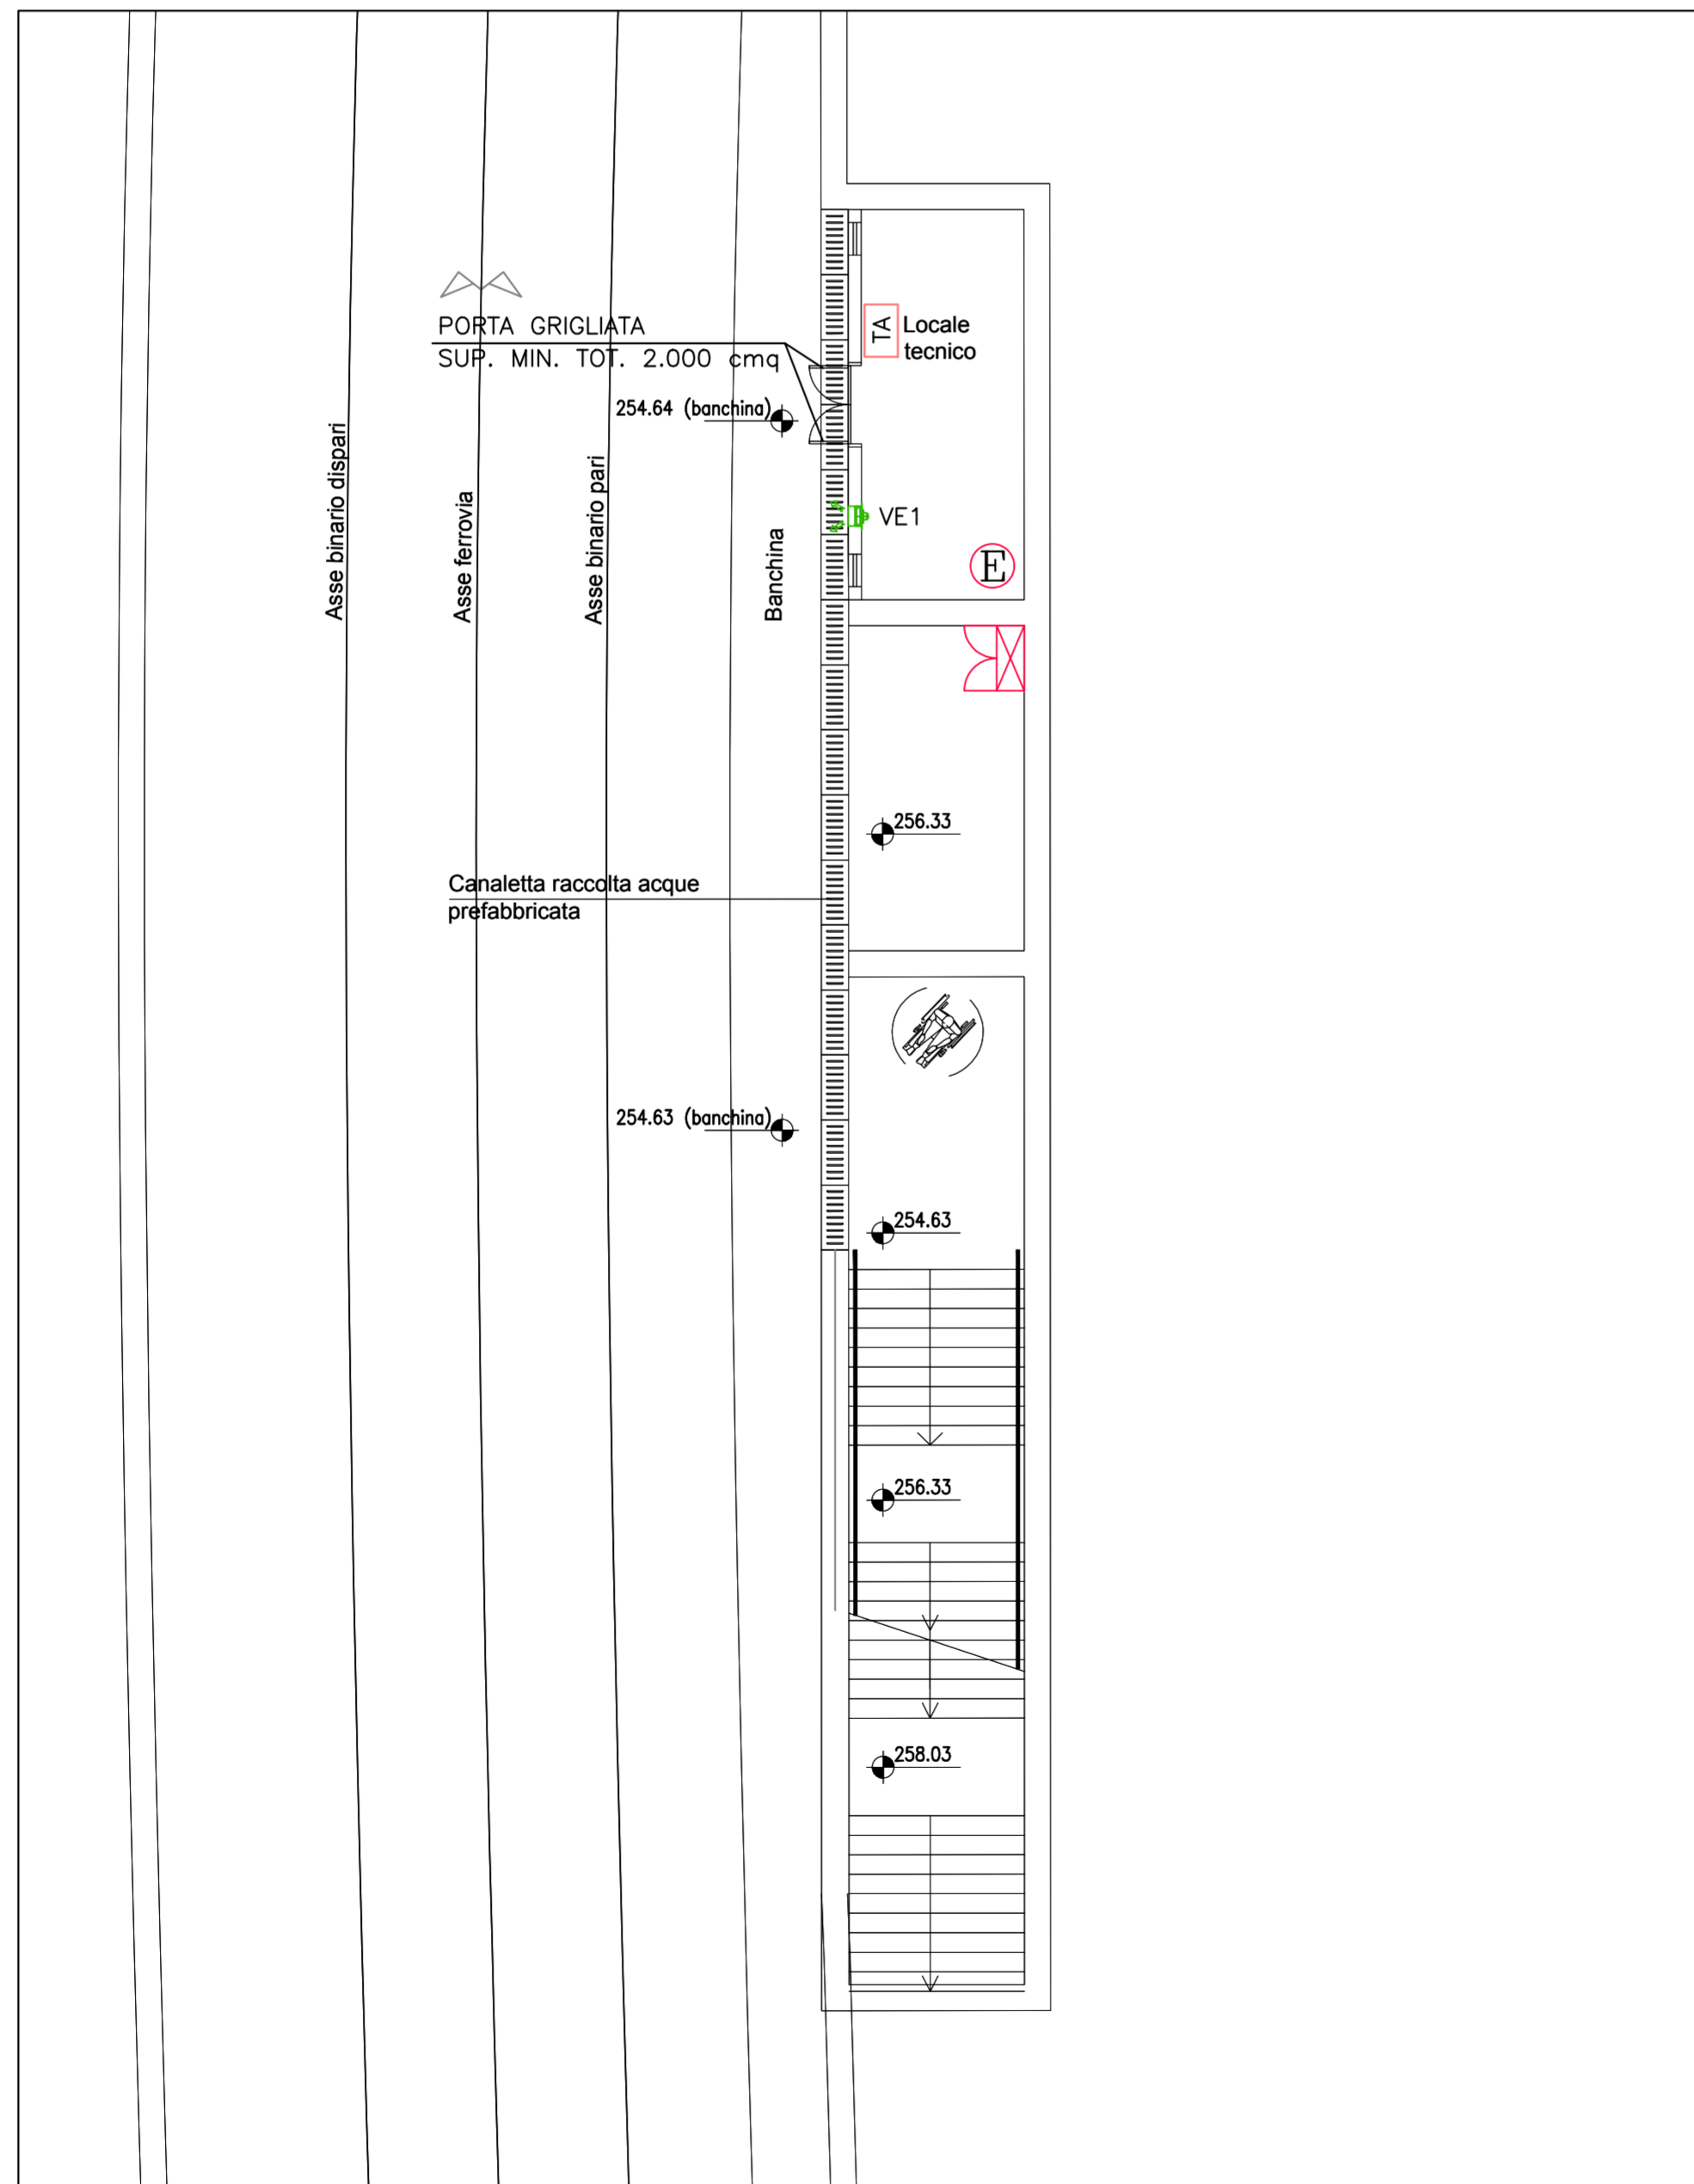 PORTA GRIGLIATA
SUP. MIN. TOT. 2.000 cmq
TA
Locale
tecnico
254.64 (banchina)
Asse binario dispari
Asse ferrovia
Asse binario pari
Banchina
VE1
E
256.33
Canaletta raccolta acque
prefabbricata
254.63 (banchina)
254.63
256.33
258.03